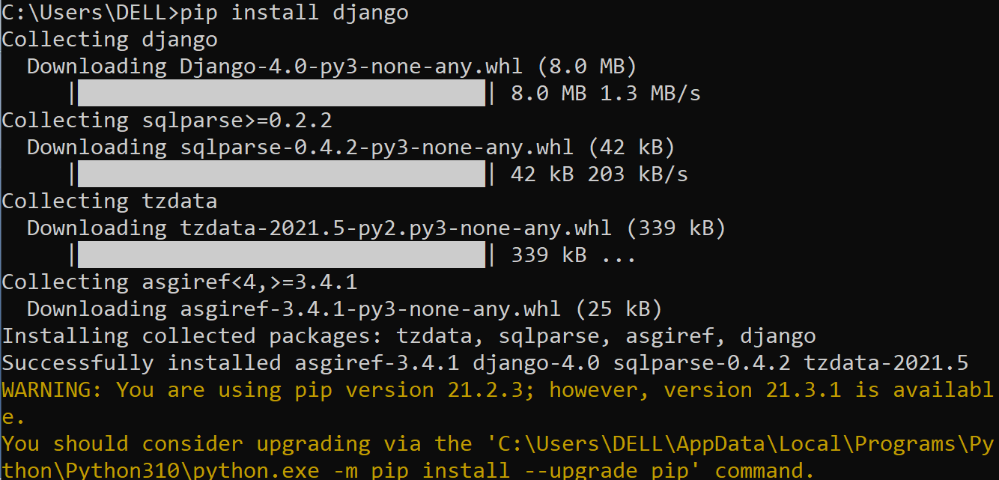 C:\Users\DELL>pip install django
Collecting django
  Downloading Django-4.0-py3-none-any.whl (8.0 MB)
     |████████████████████████████████| 8.0 MB 1.3 MB/s
Collecting sqlparse>=0.2.2
  Downloading sqlparse-0.4.2-py3-none-any.whl (42 kB)
     |████████████████████████████████| 42 kB 203 kB/s
Collecting tzdata
  Downloading tzdata-2021.5-py2.py3-none-any.whl (339 kB)
     |████████████████████████████████| 339 kB ...
Collecting asgiref<4,>=3.4.1
  Downloading asgiref-3.4.1-py3-none-any.whl (25 kB)
Installing collected packages: tzdata, sqlparse, asgiref, django
Successfully installed asgiref-3.4.1 django-4.0 sqlparse-0.4.2 tzdata-2021.5
WARNING: You are using pip version 21.2.3; however, version 21.3.1 is availabl
e.
You should consider upgrading via the 'C:\Users\DELL\AppData\Local\Programs\Py
thon\Python310\python.exe -m pip install --upgrade pip' command.